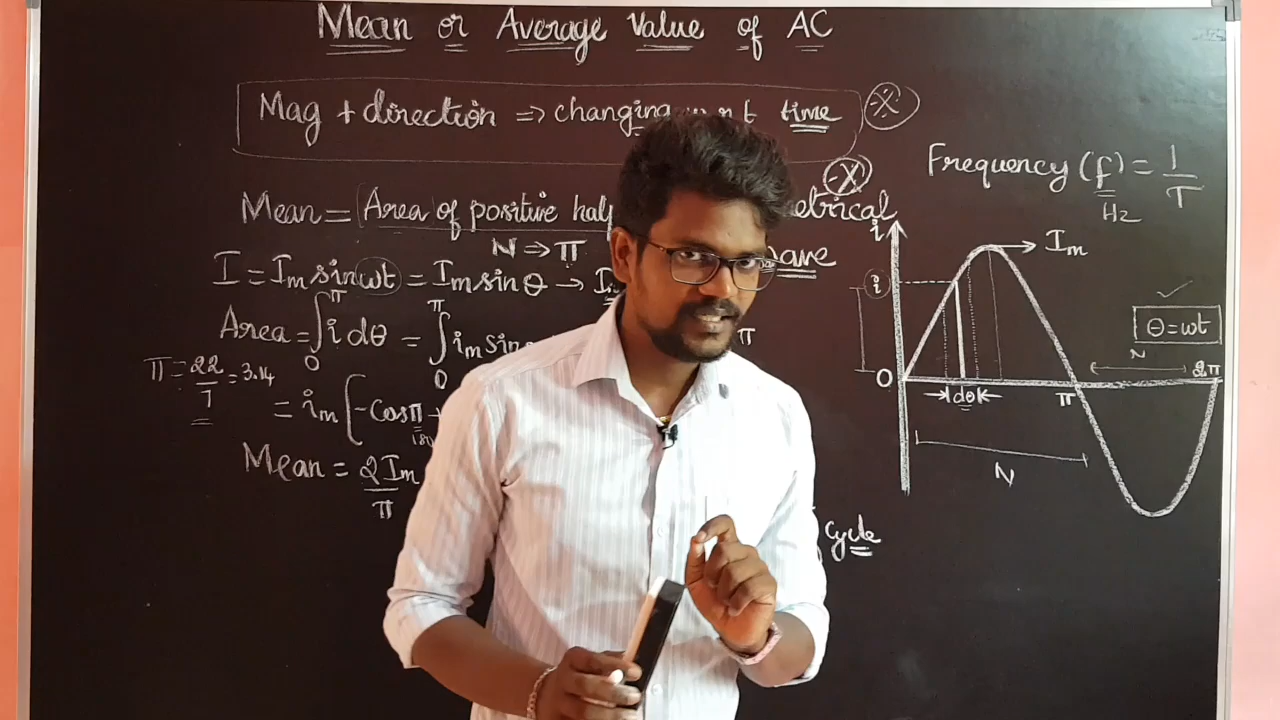 Mean or Average Value of AC
Mag + direction => changing w r t time
Mean = (Area of positive half
N => π
I = Im sin ωt = Im sin θ →
Area = ∫0^π i dθ = ∫0^π im sin
π
π = 22/7 = 3.14
= im [-Cos π
180
Mean = 2Im/π
cycle
Frequency (f) = 1/T
Hz
i
Im
i
θ = ωt
N
0
dθ
π
2π
N